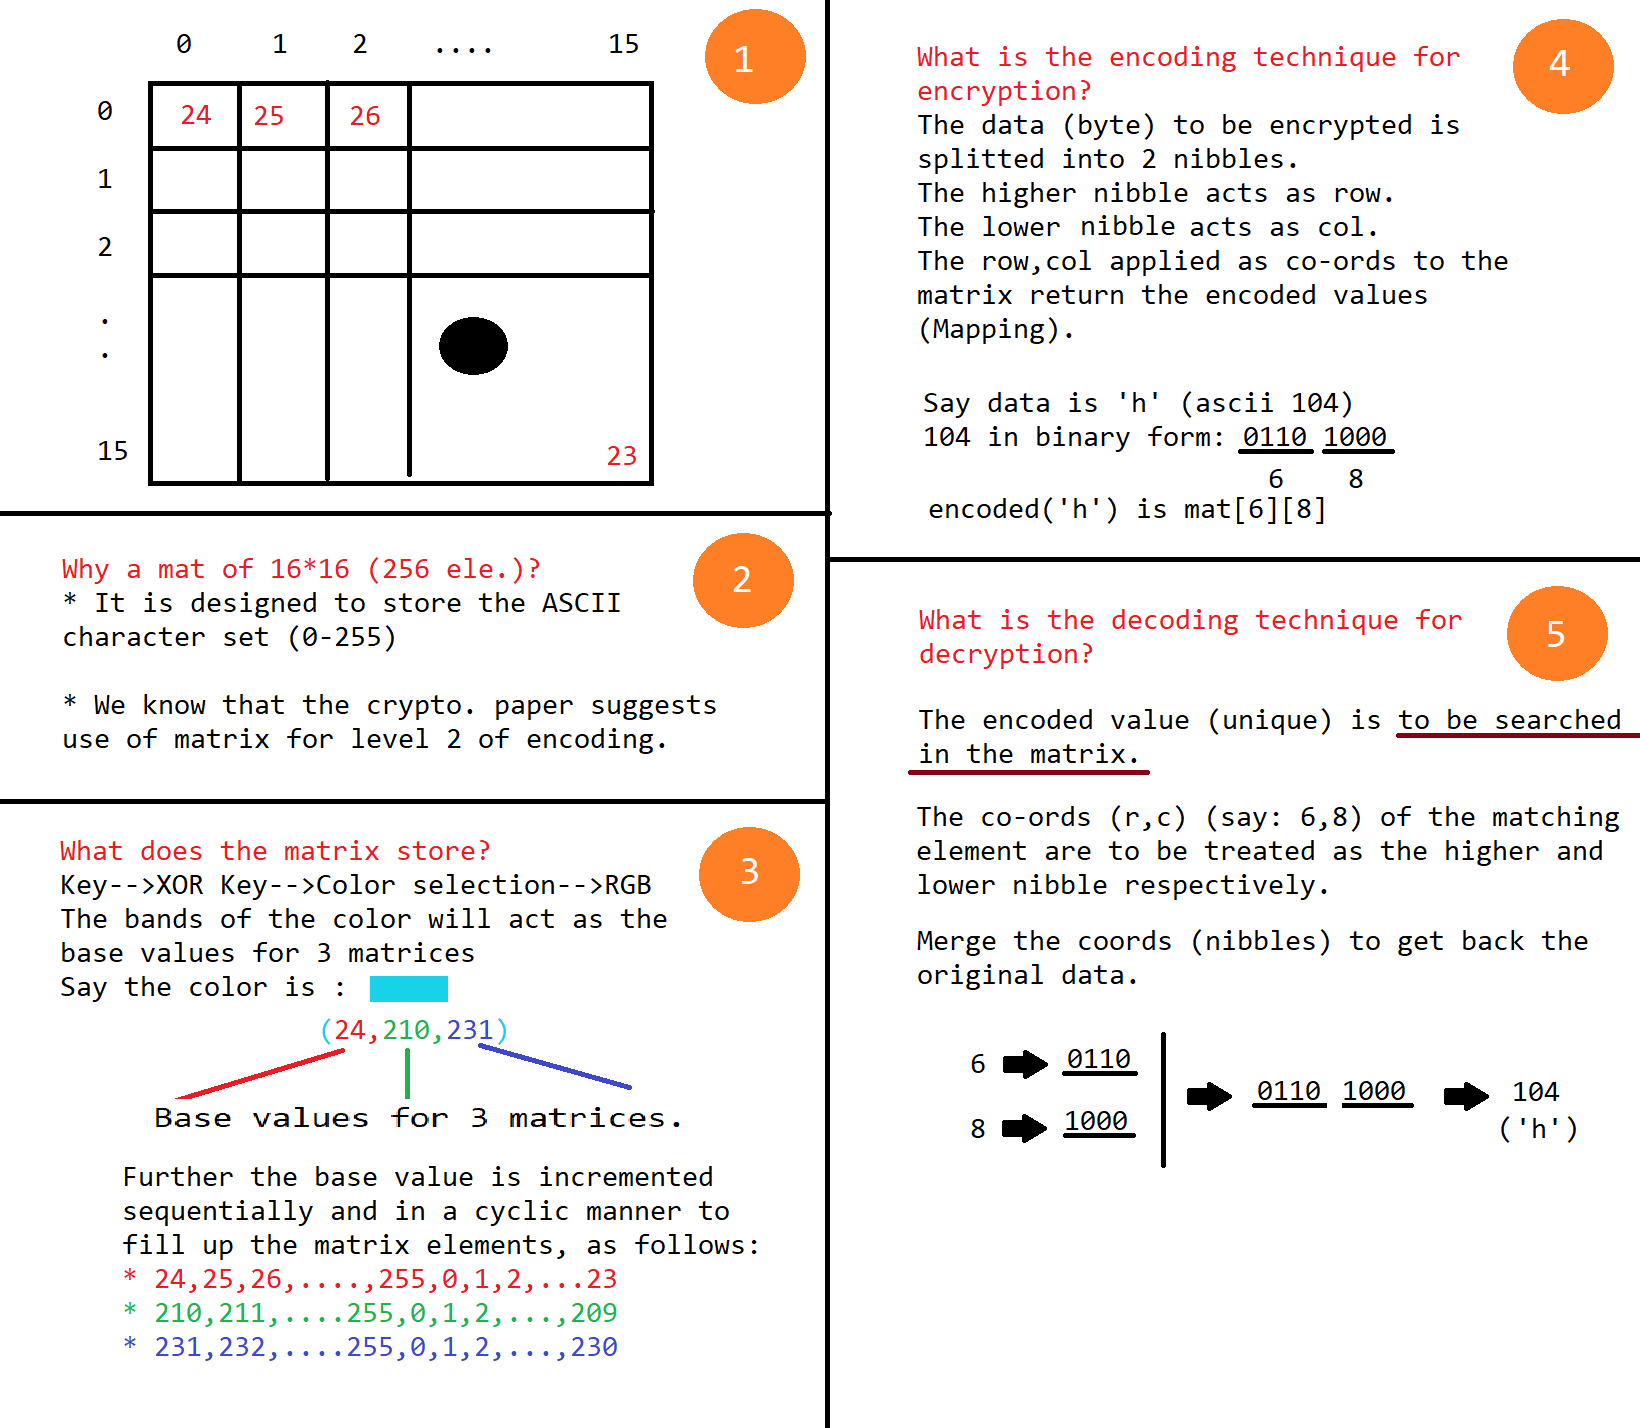 0 1 2 .... 15
1
0 24 25 26
1
2
.
.
15 23
2
Why a mat of 16*16 (256 ele.)?
* It is designed to store the ASCII
character set (0-255)
* We know that the crypto. paper suggests
use of matrix for level 2 of encoding.
3
What does the matrix store?
Key-->XOR Key-->Color selection-->RGB
The bands of the color will act as the
base values for 3 matrices
Say the color is :
(24,210,231)
Base values for 3 matrices.
Further the base value is incremented
sequentially and in a cyclic manner to
fill up the matrix elements, as follows:
* 24,25,26,....,255,0,1,2,...23
* 210,211,....255,0,1,2,...,209
* 231,232,....255,0,1,2,...,230
4
What is the encoding technique for
encryption?
The data (byte) to be encrypted is
splitted into 2 nibbles.
The higher nibble acts as row.
The lower nibble acts as col.
The row,col applied as co-ords to the
matrix return the encoded values
(Mapping).
Say data is 'h' (ascii 104)
104 in binary form: 0110 1000
6 8
encoded('h') is mat[6][8]
5
What is the decoding technique for
decryption?
The encoded value (unique) is to be searched
in the matrix.
The co-ords (r,c) (say: 6,8) of the matching
element are to be treated as the higher and
lower nibble respectively.
Merge the coords (nibbles) to get back the
original data.
6 0110
8 1000
0110 1000 104
('h')